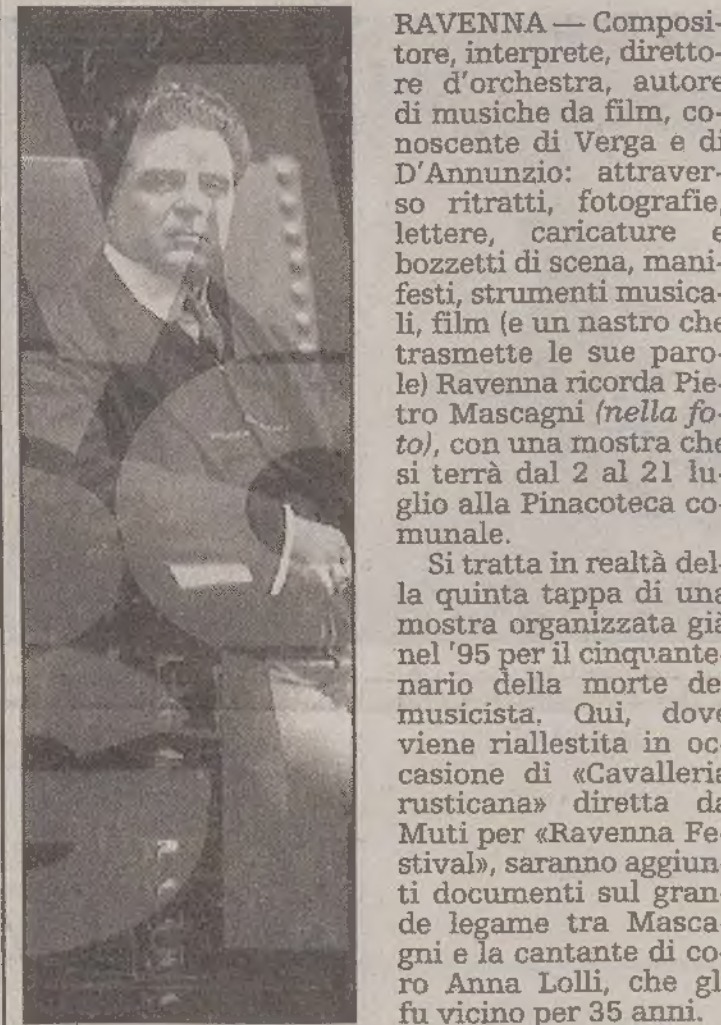 RAVENNA — Composi-
tore, interprete, diretto-
re d'orchestra, autore
di musiche da film, co-
noscente di Verga e di
D'Annunzio: attraver-
so ritratti, fotografie,
lettere, caricature e
bozzetti di scena, mani-
festi, strumenti musica-
li, film (e un nastro che
trasmette le sue paro-
le) Ravenna ricorda Pie-
tro Mascagni (nella fo-
to), con una mostra che
si terrà dal 2 al 21 lu-
glio alla Pinacoteca co-
munale.
Si tratta in realtà del-
la quinta tappa di una
mostra organizzata già
nel '95 per il cinquante-
nario della morte del
musicista. Qui, dove
viene riallestita in oc-
casione di «Cavalleria
rusticana» diretta da
Muti per «Ravenna Fe-
stival», saranno aggiun-
ti documenti sul gran-
de legame tra Masca-
gni e la cantante di co-
ro Anna Lolli, che gli
fu vicino per 35 anni.